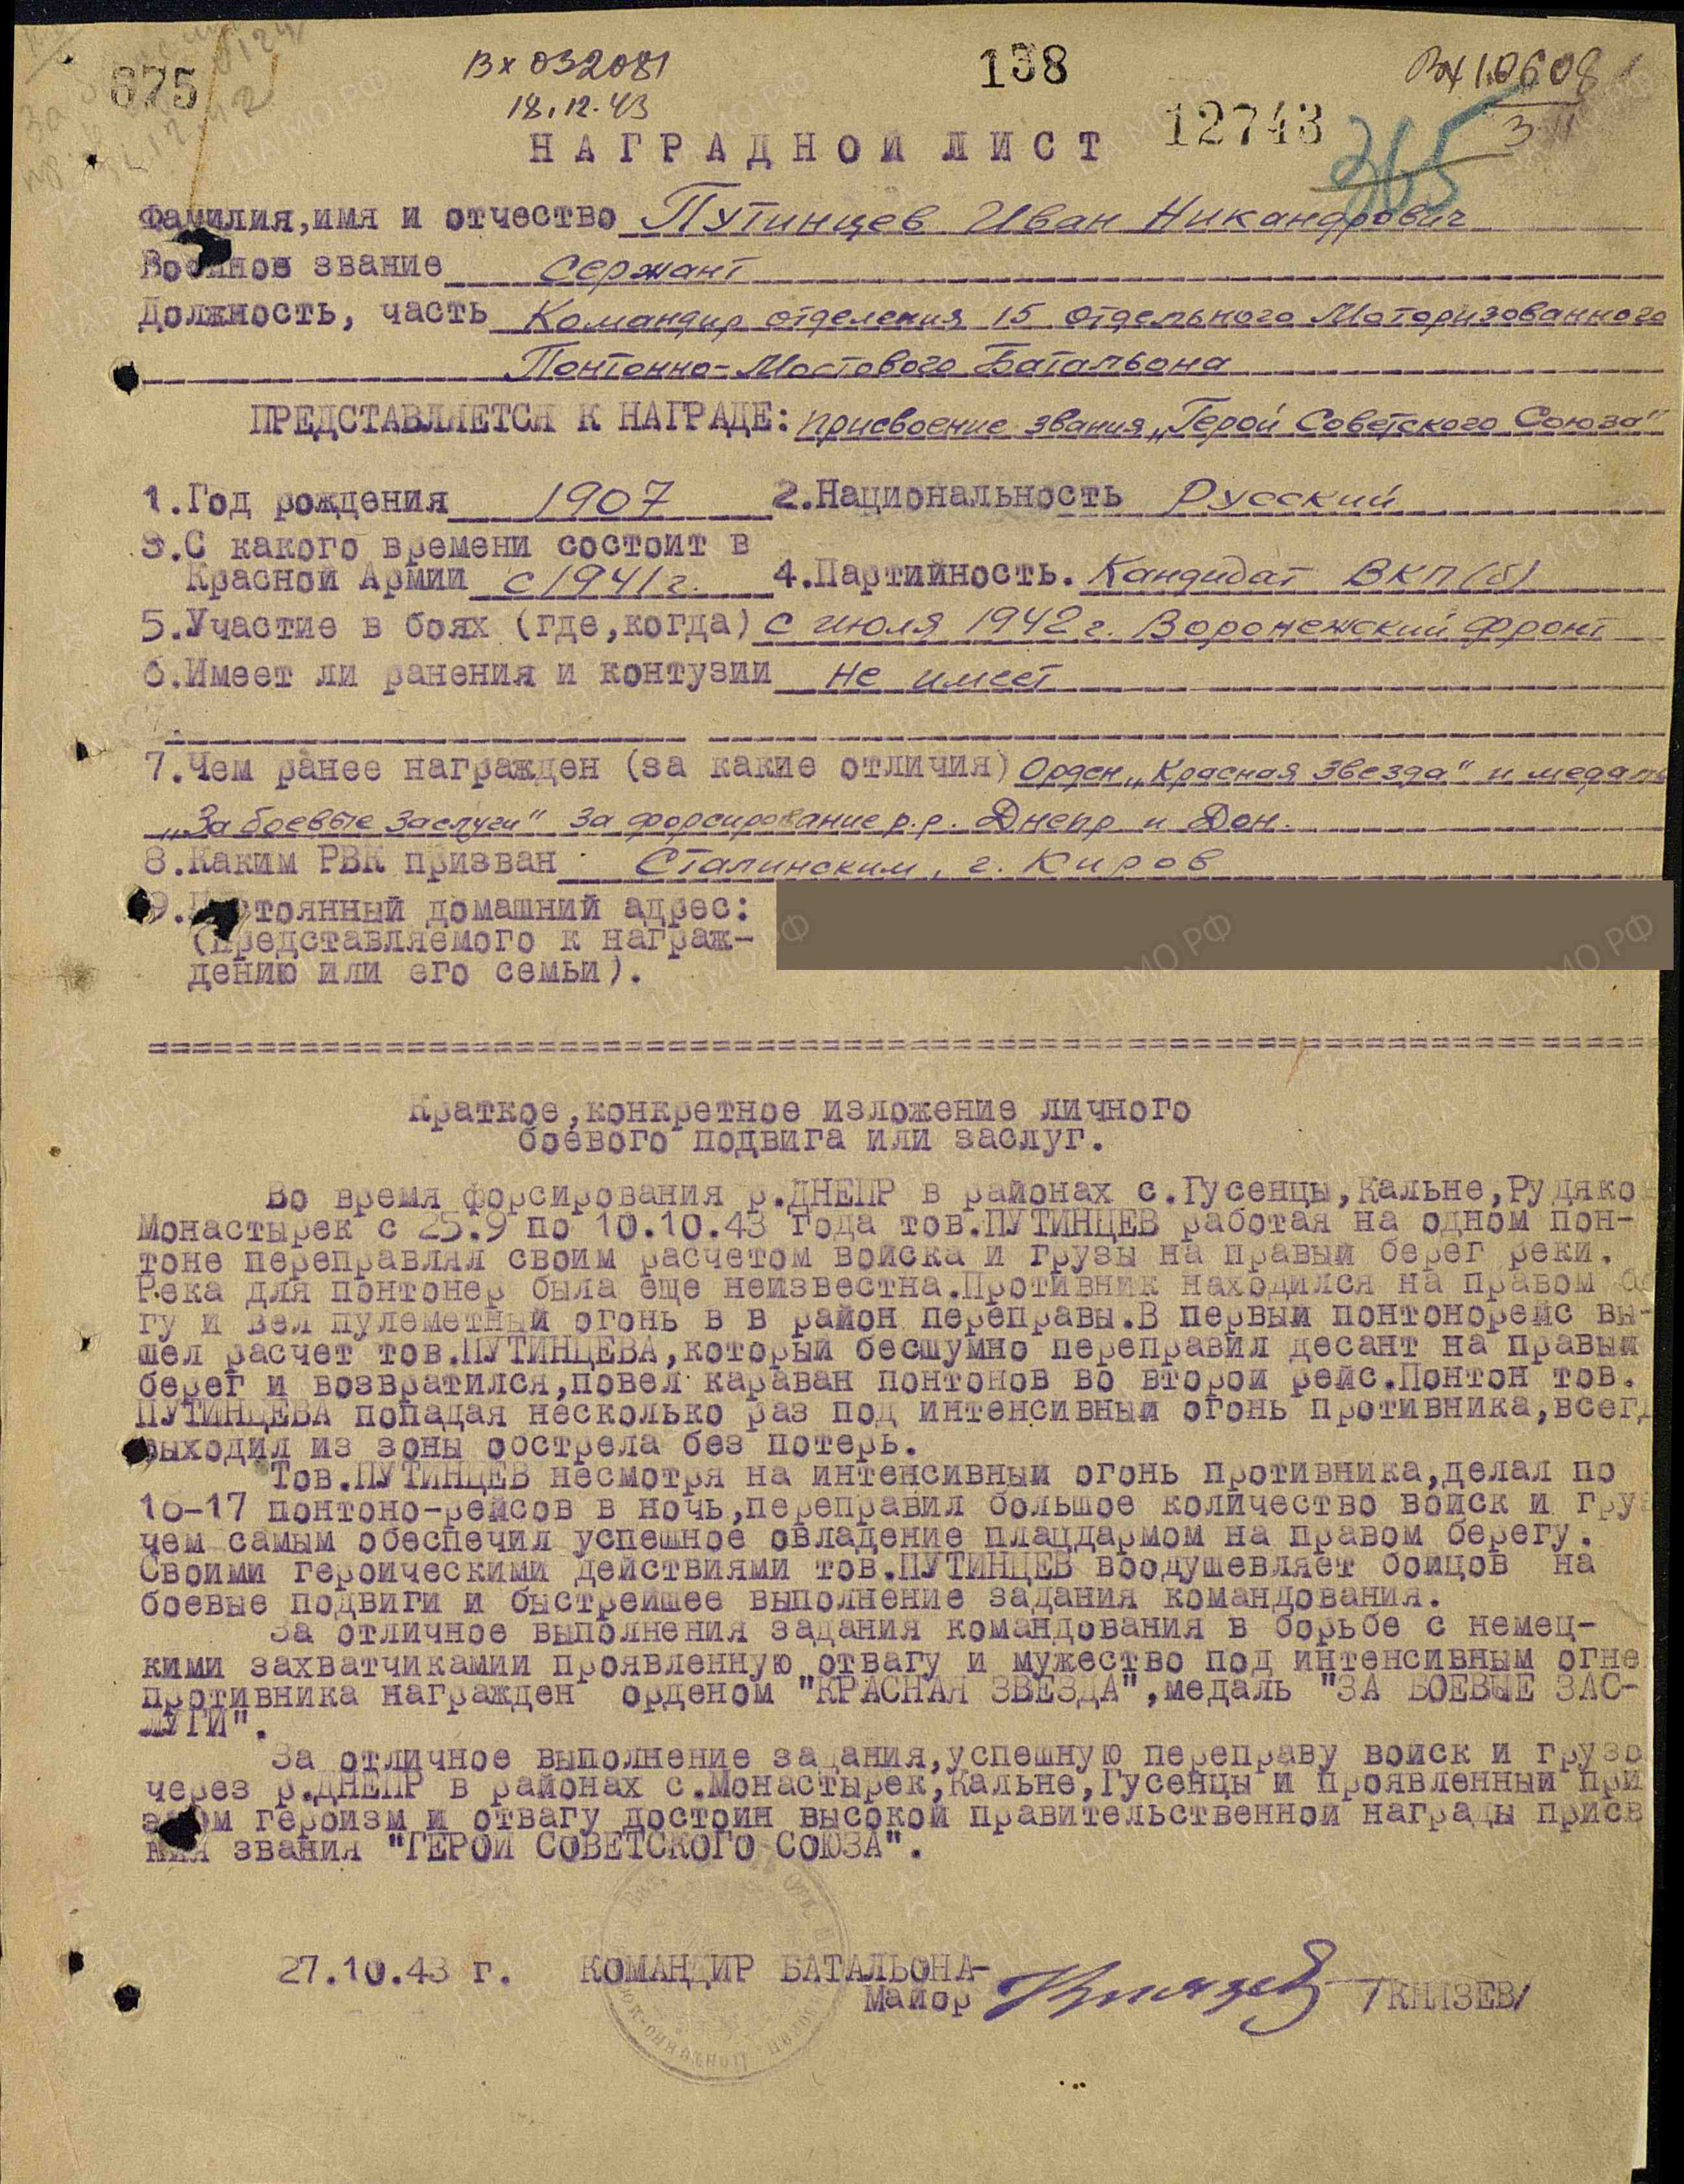 675
Вх 032081
18.12.43
138
Вх 1.0608
12743
365
НАГРАДНОЙ ЛИСТ
Фамилия,имя и отчество Путинцев Иван Никандрович
Военное звание сержант
Должность, часть Командир отделения 15 отдельного Моторизованного
Понтонно-Мостового Батальона
ПРЕДСТАВЛЯЕТСЯ К НАГРАДЕ: присвоение звания „Герой Советского Союза"
1.Год рождения 1907 2.Национальность Русский
3.С какого времени состоит в
Красной Армии с 1941 г. 4.Партийность. Кандидат ВКП(б)
5.Участие в боях (где,когда) с июля 1942 г. Воронежский фронт
6.Имеет ли ранения и контузии не имеет
7.Чем ранее награжден (за какие отличия) Орден „Красная звезда" и медаль
„За боевые заслуги" за форсирование р.р. Днепр и Дон.
8.Каким РВК призван Сталинским, г. Киров
9.Постоянный домашний адрес:
(представляемого к награж-
дению или его семьи).
Краткое,конкретное изложение личного
боевого подвига или заслуг.
Во время форсирования р.ДНЕПР в районах с.Гусенцы,Кальне,Рудяко
Монастырек с 25.9 по 10.10.43 года тов.ПУТИНЦЕВ работая на одном пон-
тоне переправлял своим расчетом войска и грузы на правый берег реки.
Река для понтонер была еще неизвестна.Противник находился на правом бе
гу и вел пулеметный огонь в в район переправы.В первый понтонорейс вы-
шел расчет тов.ПУТИНЦЕВА,который бесшумно переправил десант на правый
берег и возвратился,повел караван понтонов во второй рейс.Понтон тов.
ПУТИНЦЕВА попадая несколько раз под интенсивный огонь противника,всегд
выходил из зоны обстрела без потерь.
Тов.ПУТИНЦЕВ несмотря на интенсивный огонь противника,делал по
16-17 понтоно-рейсов в ночь,переправил большое количество войск и груз
чем самым обеспечил успешное овладение плацдармом на правом берегу.
Своими героическими действиями тов.ПУТИНЦЕВ воодушевляет бойцов на
боевые подвиги и быстрейшее выполнение задания командования.
За отличное выполнения задания командования в борьбе с немец-
кими захватчикамии проявленную отвагу и мужество под интенсивным огне
противника награжден орденом "КРАСНАЯ ЗВЕЗДА",медаль "ЗА БОЕВЫЕ ЗАС-
ЛУГИ".
За отличное выполнение задания,успешную переправу войск и грузо
через р.ДНЕПР в районах с.Монастырек,Кальне,Гусенцы и проявленный при
этом героизм и отвагу достоин высокой правительственной награды присв
ния звания "ГЕРОЙ СОВЕТСКОГО СОЮЗА".
27.10.43 г. КОМАНДИР БАТАЛЬОНА-
Майор Князев /КНЯЗЕВ/